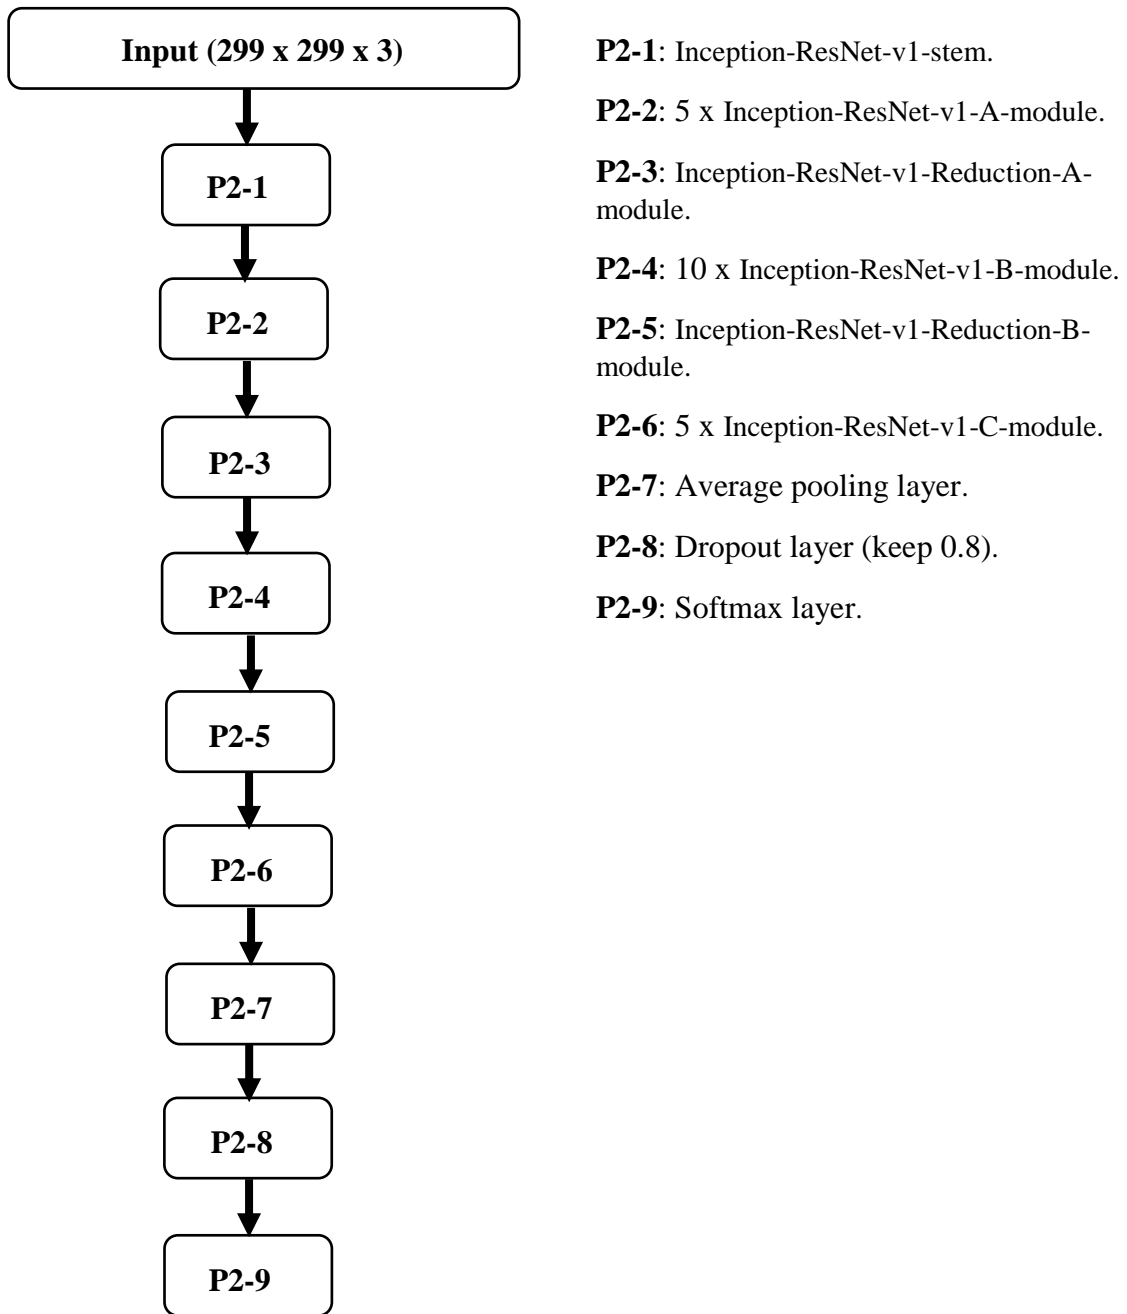 Input (299 x 299 x 3)
P2-1
P2-2
P2-3
P2-4
P2-5
P2-6
P2-7
P2-8
P2-9
P2-1: Inception-ResNet-v1-stem.
P2-2: 5 x Inception-ResNet-v1-A-module.
P2-3: Inception-ResNet-v1-Reduction-A-
module.
P2-4: 10 x Inception-ResNet-v1-B-module.
P2-5: Inception-ResNet-v1-Reduction-B-
module.
P2-6: 5 x Inception-ResNet-v1-C-module.
P2-7: Average pooling layer.
P2-8: Dropout layer (keep 0.8).
P2-9: Softmax layer.